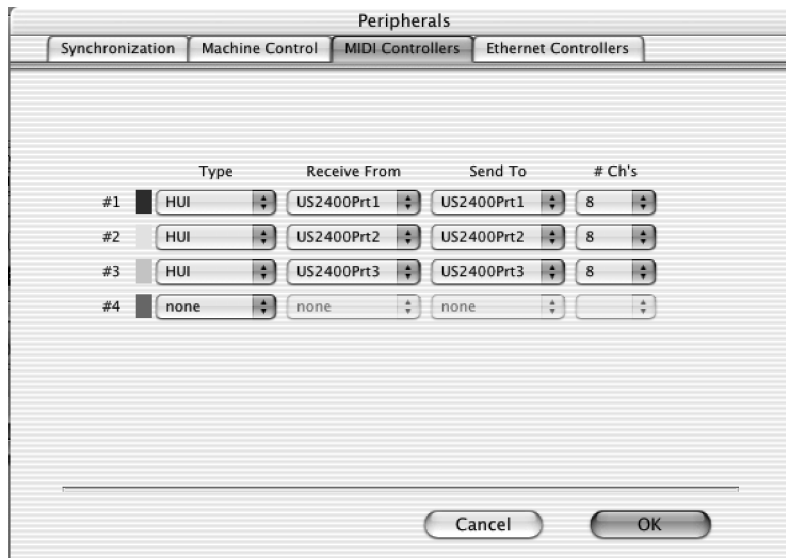 Peripherals
Synchronization Machine Control MIDI Controllers Ethernet Controllers
Type Receive From Send To # Ch's
#1 HUI US2400Prt1 US2400Prt1 8
#2 HUI US2400Prt2 US2400Prt2 8
#3 HUI US2400Prt3 US2400Prt3 8
#4 none none none
Cancel OK